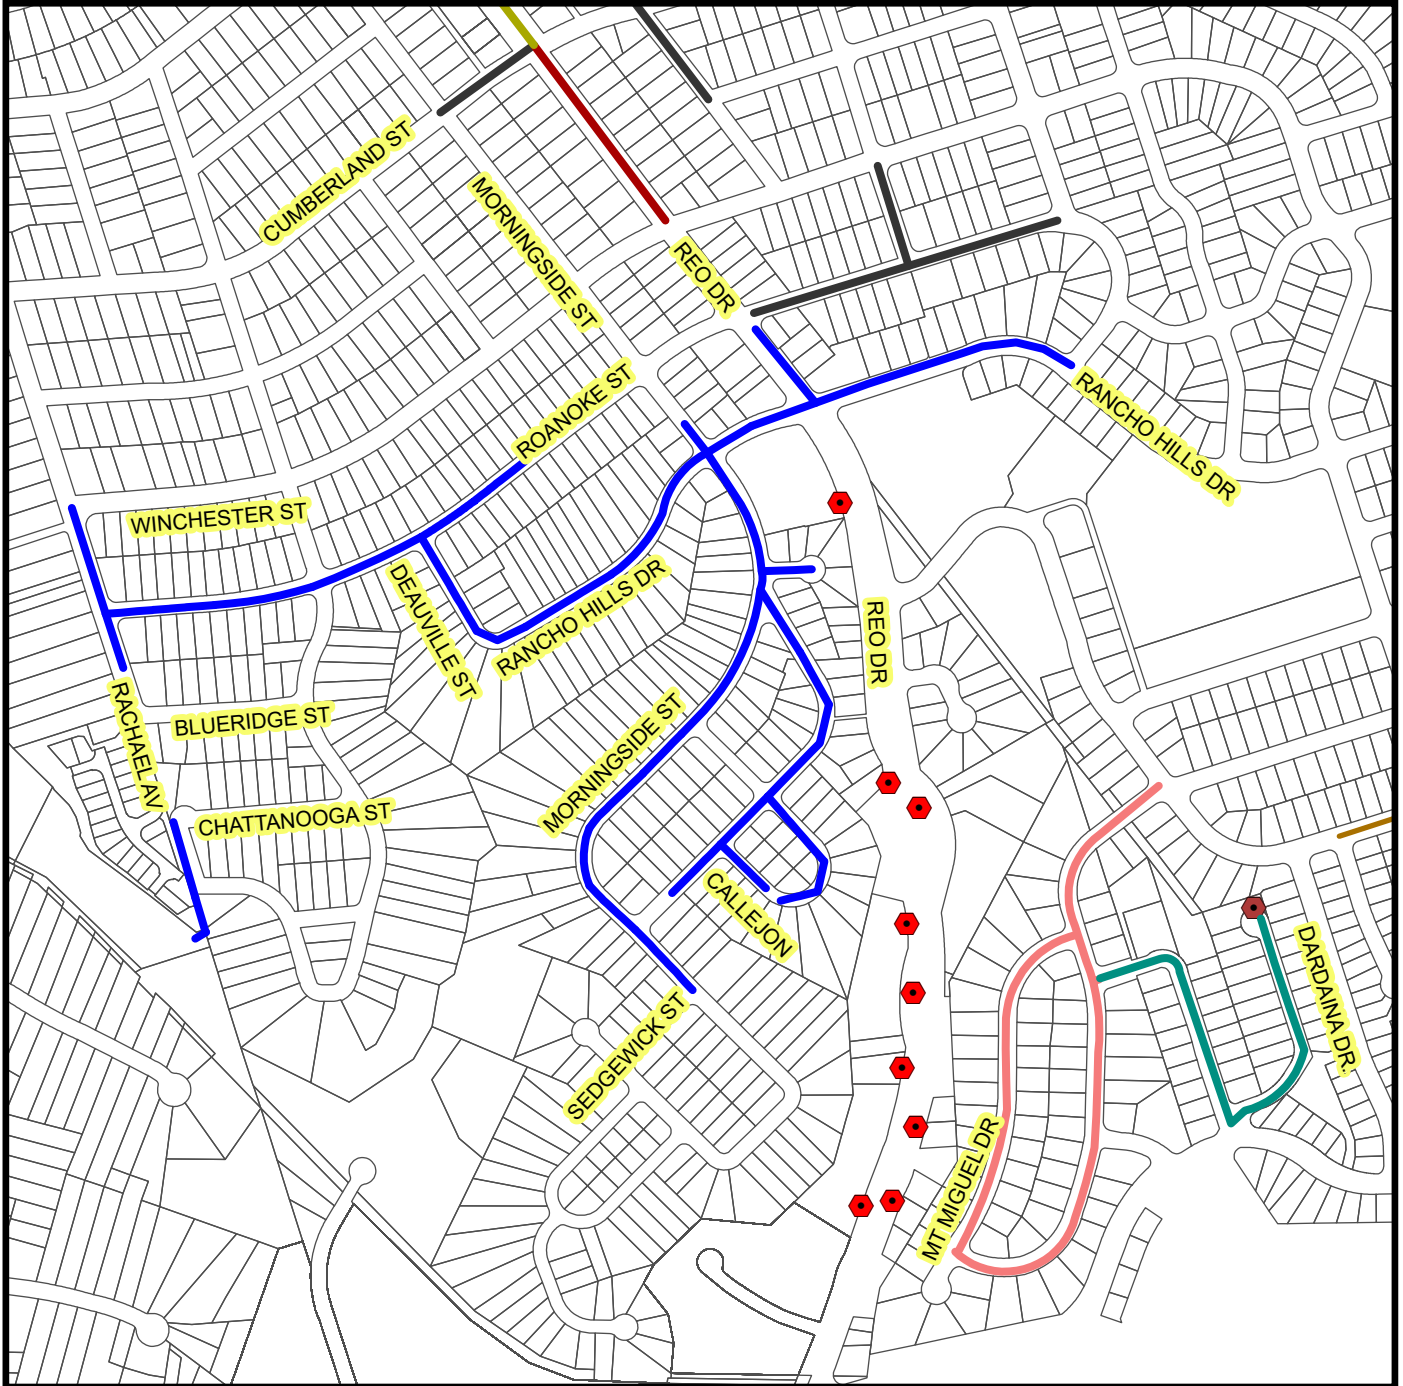 CUMBERLAND ST
MORNINGSIDE ST
REO DR
ROANOKE ST
RANCHO HILLS DR
WINCHESTER ST
DEAUVILLE ST
RANCHO HILLS DR
REO DR
RACHAEL AV
BLUERIDGE ST
MORNINGSIDE ST
CHATTANOOGA ST
CALLEJON
DARDAINA DR.
SEDGEWICK ST
MT MIGUEL DR